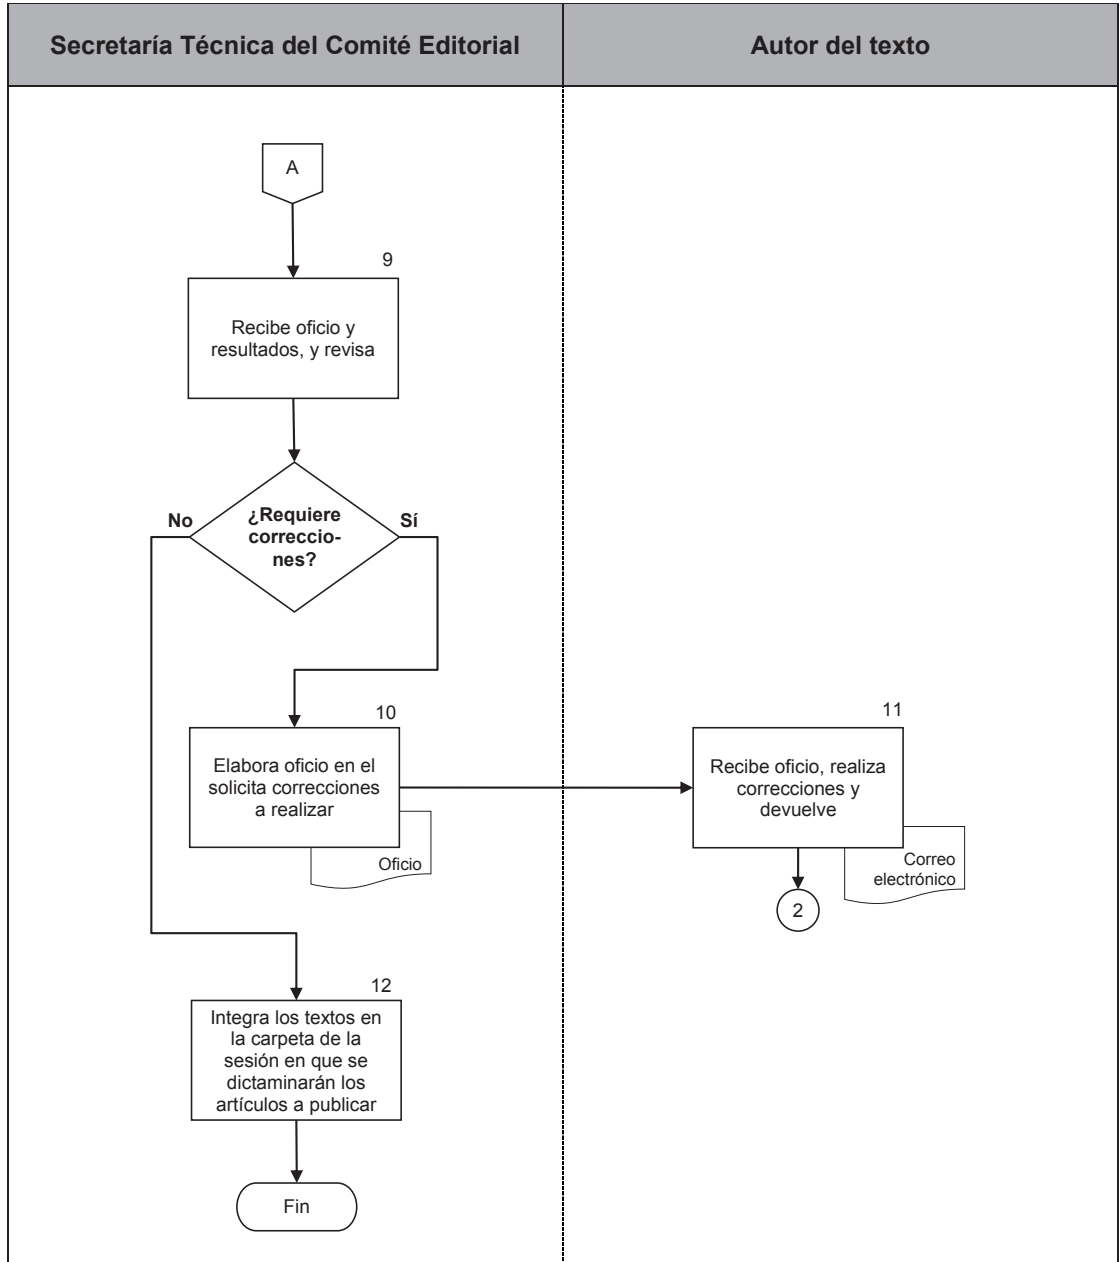 Secretaría Técnica del Comité Editorial
Autor del texto
A
9
Recibe oficio y
resultados, y revisa
No
¿Requiere
correccio-
nes?
Sí
10
Elabora oficio en el
solicita correcciones
a realizar
Oficio
11
Recibe oficio, realiza
correcciones y
devuelve
Correo
electrónico
2
12
Integra los textos en
la carpeta de la
sesión en que se
dictaminarán los
artículos a publicar
Fin